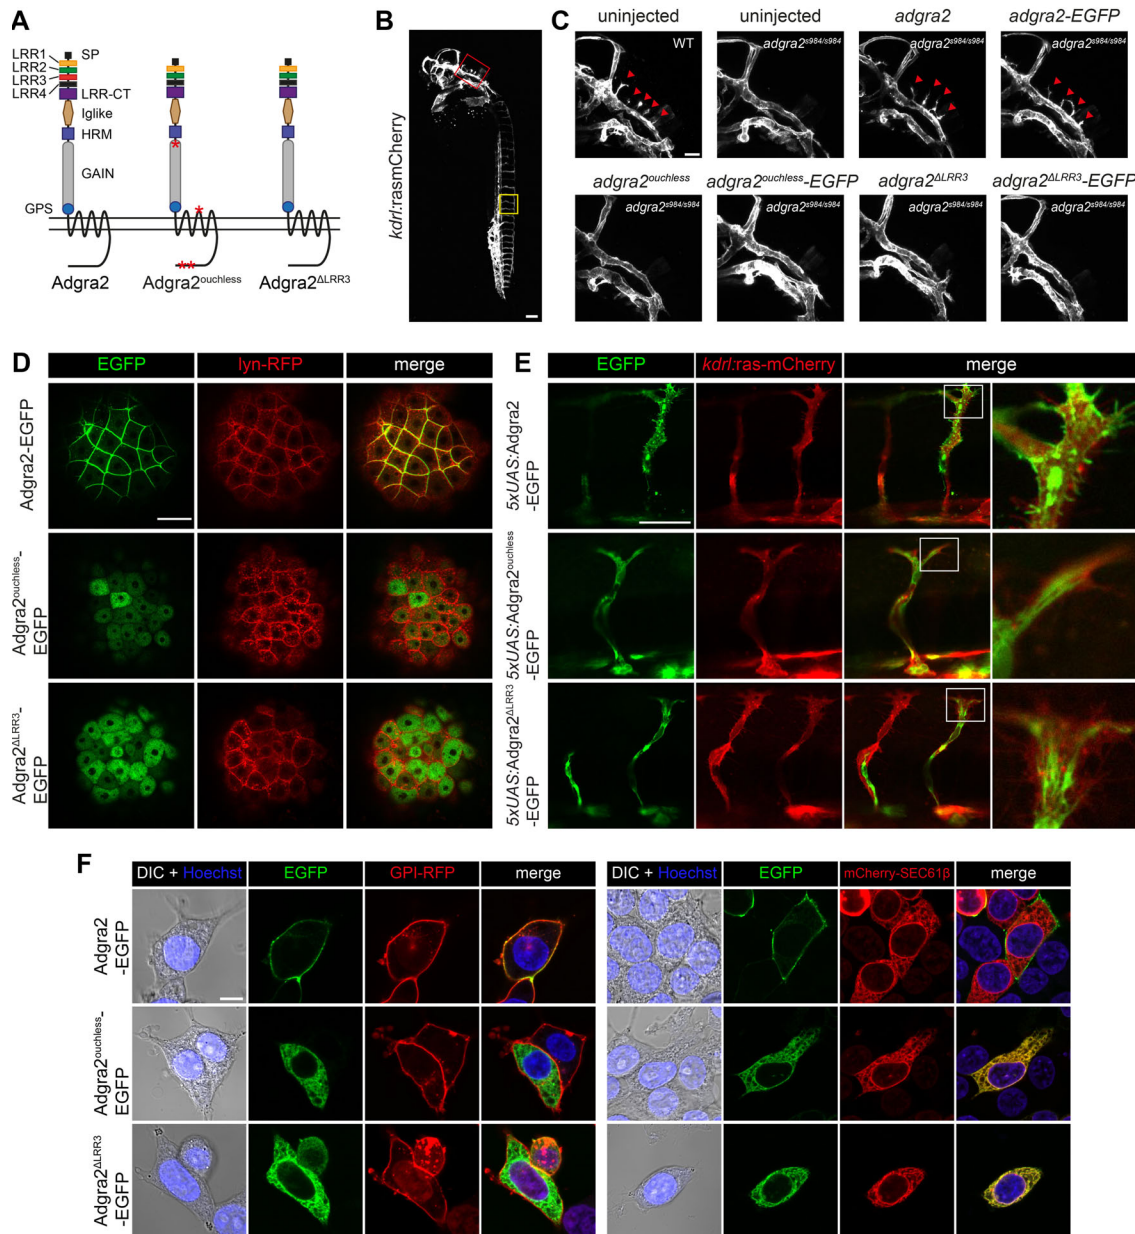 A
LRR1
LRR2
LRR3
LRR4
SP
LRR-CT
Iglike
HRM
GAIN
GPS
*
*
**
Adgra2
Adgra2ouchless
Adgra2ΔLRR3
B
kdrl:rasmCherry
C
uninjected
uninjected
adgra2
adgra2-EGFP
WT
adgra2s984/s984
adgra2s984/s984
adgra2s984/s984
adgra2ouchless
adgra2ouchless-EGFP
adgra2ΔLRR3
adgra2ΔLRR3-EGFP
adgra2s984/s984
adgra2s984/s984
adgra2s984/s984
adgra2s984/s984
D
EGFP
lyn-RFP
merge
Adgra2-EGFP
Adgra2ouchless-
EGFP
Adgra2ΔLRR3-
EGFP
E
EGFP
kdrl:ras-mCherry
merge
5xUAS:Adgra2
-EGFP
5xUAS:Adgra2ouchless
-EGFP
5xUAS:Adgra2ΔLRR3
-EGFP
F
DIC + Hoechst
EGFP
GPI-RFP
merge
DIC + Hoechst
EGFP
mCherry-SEC61β
merge
Adgra2
-EGFP
Adgra2ouchless-
EGFP
Adgra2ΔLRR3
-EGFP